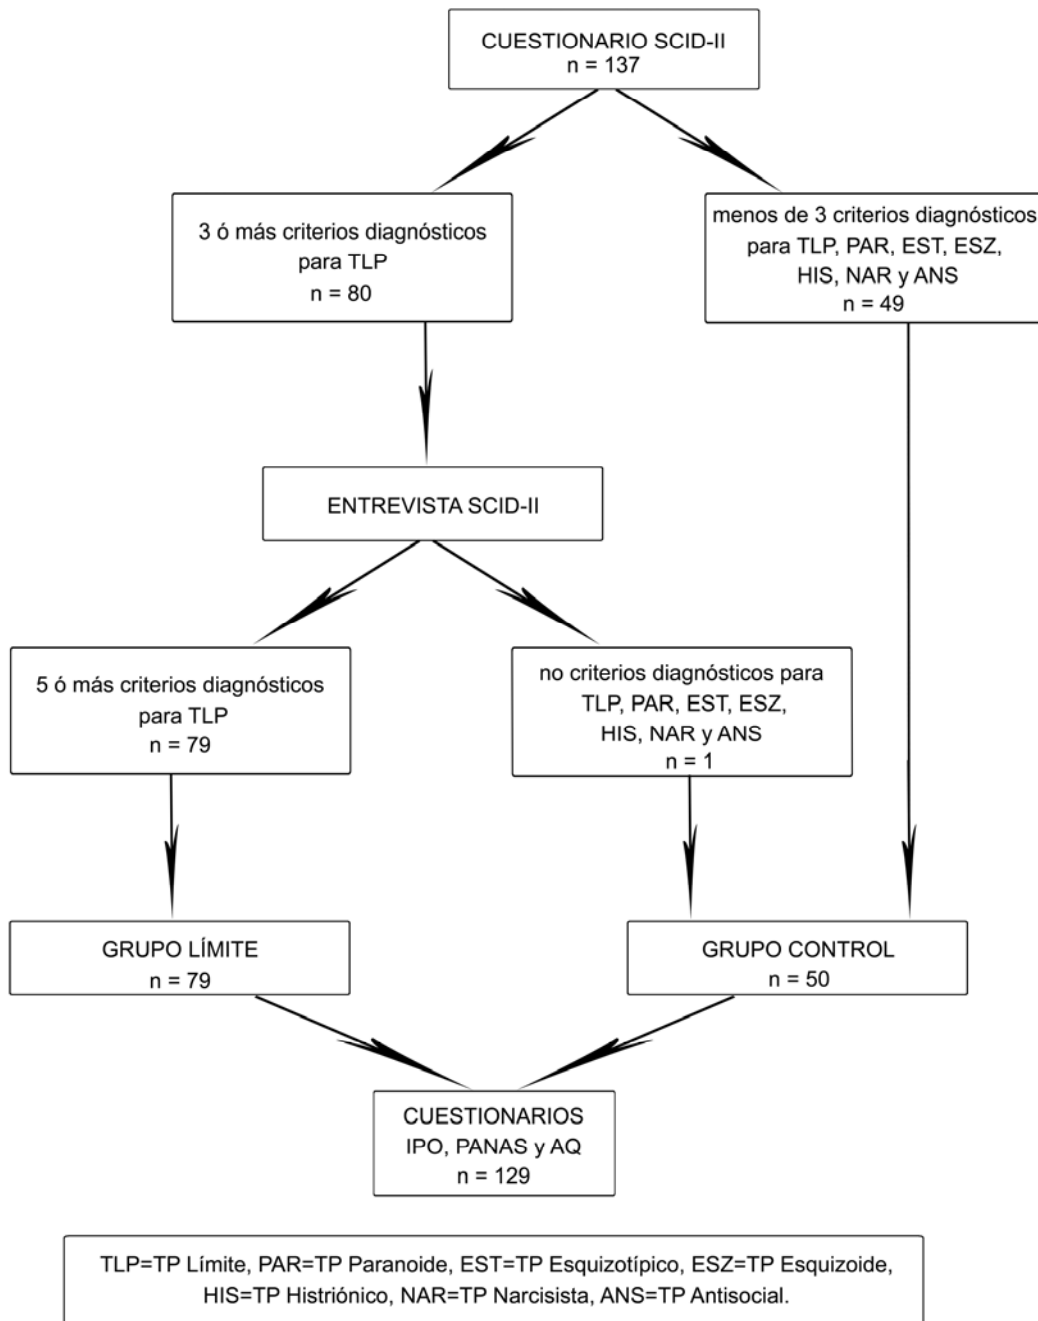 CUESTIONARIO SCID-II
n = 137
3 ó más criterios diagnósticos
para TLP
n = 80
menos de 3 criterios diagnósticos
para TLP, PAR, EST, ESZ,
HIS, NAR y ANS
n = 49
ENTREVISTA SCID-II
5 ó más criterios diagnósticos
para TLP
n = 79
no criterios diagnósticos para
TLP, PAR, EST, ESZ,
HIS, NAR y ANS
n = 1
GRUPO LÍMITE
n = 79
GRUPO CONTROL
n = 50
CUESTIONARIOS
IPO, PANAS y AQ
n = 129
TLP=TP Límite, PAR=TP Paranoide, EST=TP Esquizotípico, ESZ=TP Esquizoide,
HIS=TP Histriónico, NAR=TP Narcisista, ANS=TP Antisocial.